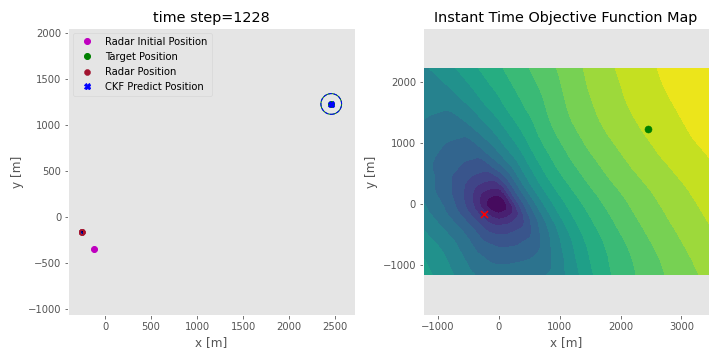 time step=1228
Radar Initial Position
Target Position
Radar Position
CKF Predict Position
2000
1500
1000
500
0
−500
−1000
0
500
1000
1500
2000
2500
x [m]
y [m]
Instant Time Objective Function Map
2000
1000
0
−1000
−1000
0
1000
2000
3000
x [m]
y [m]